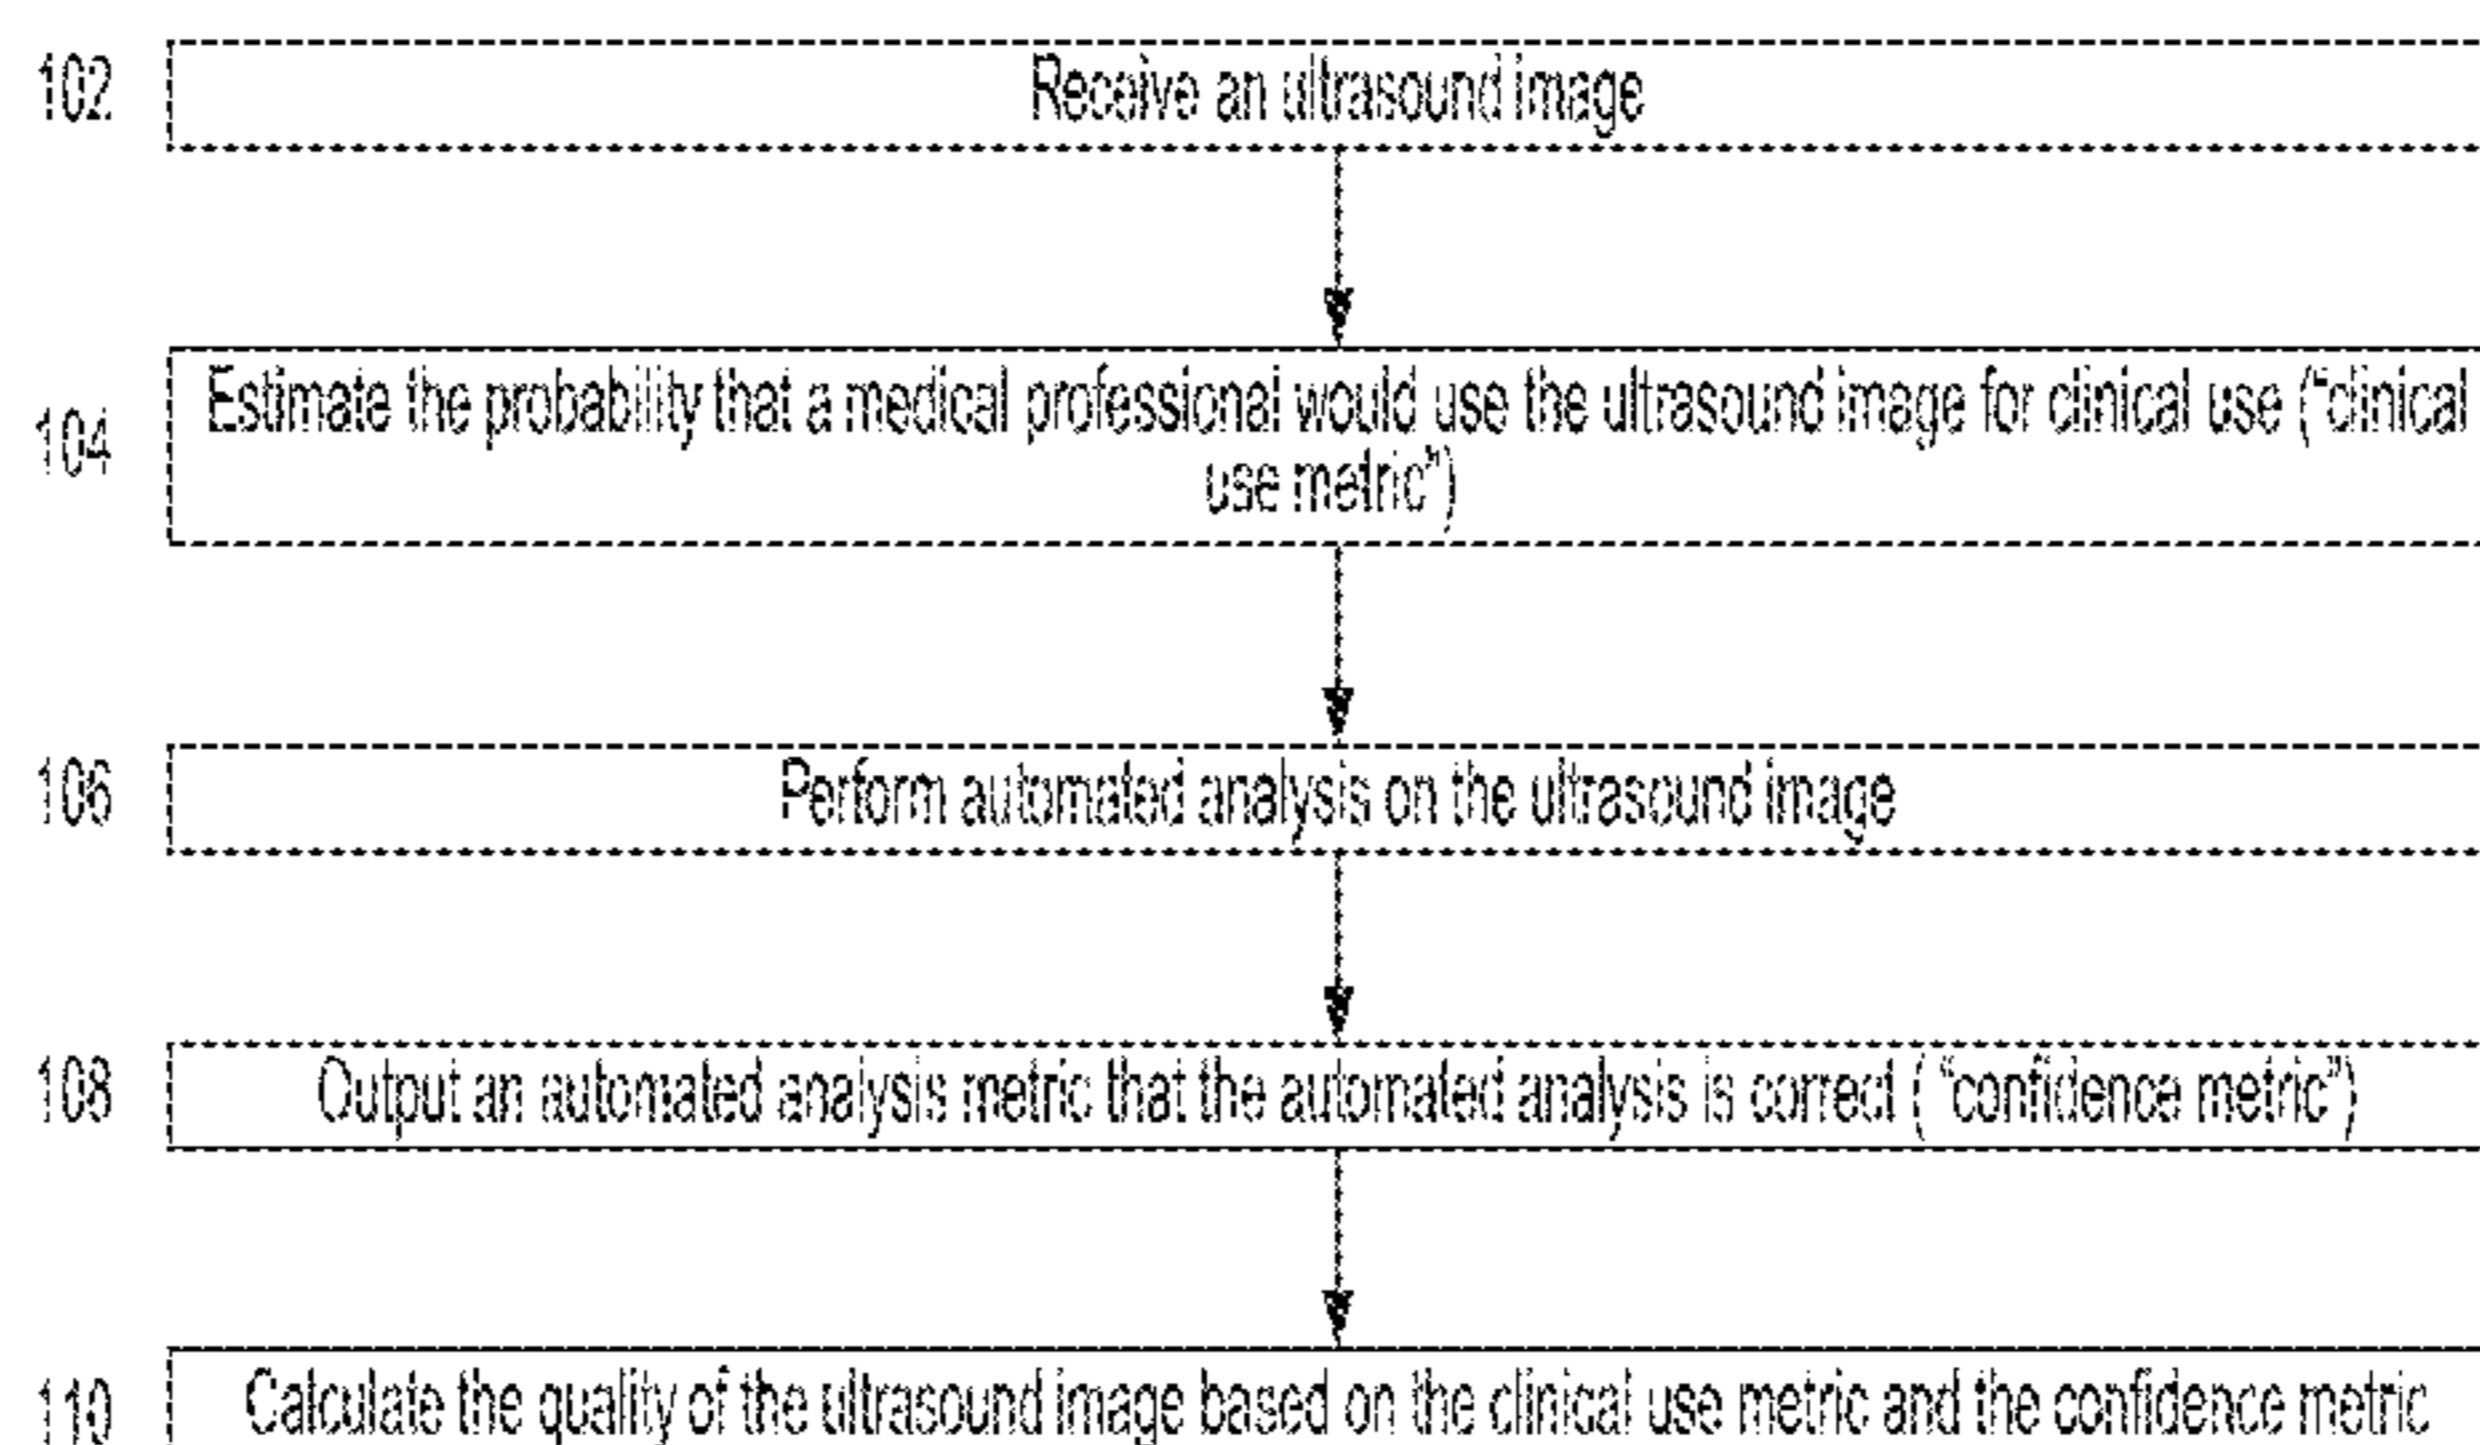 102
Receive an ultrasound image
104
Estimate the probability that a medical professional would use the ultrasound image for clinical use (“clinical
use metric”)
106
Perform automated analysis on the ultrasound image
108
Output an automated analysis metric that the automated analysis is correct ( “confidence metric”)
110
Calculate the quality of the ultrasound image based on the clinical use metric and the confidence metric